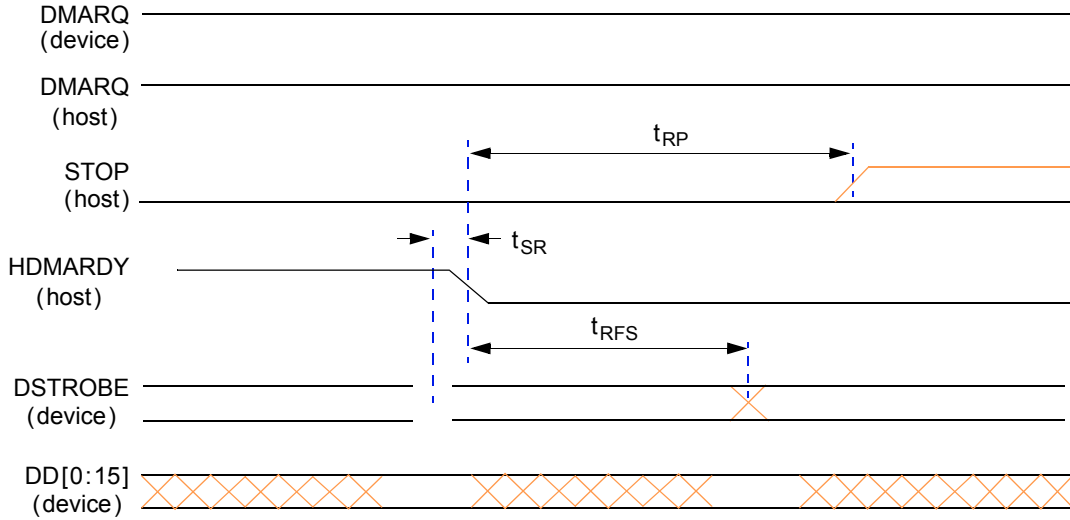 DMARQ
(device)
DMARQ
(host)
tRP
STOP
(host)
tSR
HDMARDY
(host)
tRFS
DSTROBE
(device)
DD[0:15]
(device)